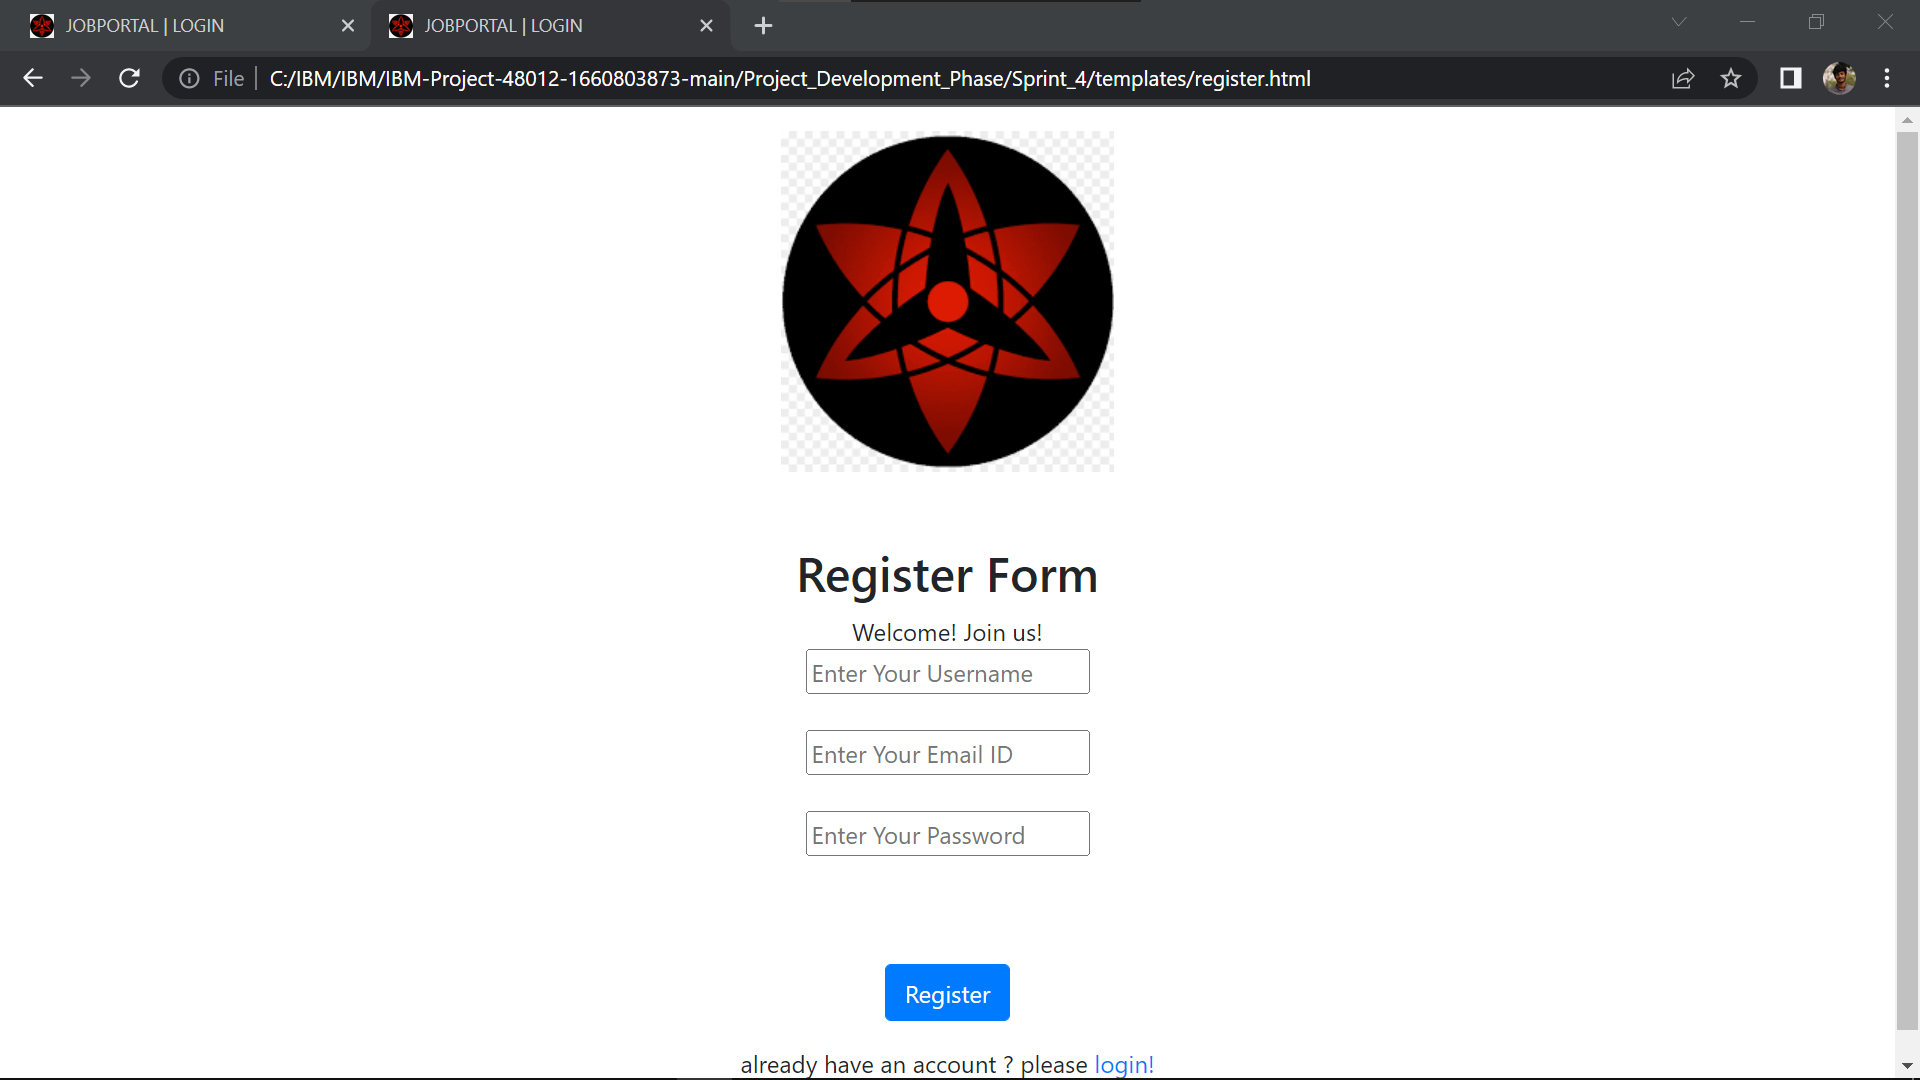 JOBPORTAL | LOGIN
JOBPORTAL | LOGIN
File
C:/IBM/IBM/IBM-Project-48012-1660803873-main/Project_Development_Phase/Sprint_4/templates/register.html
Register Form
Welcome! Join us!
Enter Your Username
Enter Your Email ID
Enter Your Password
Register
already have an account ? please login!